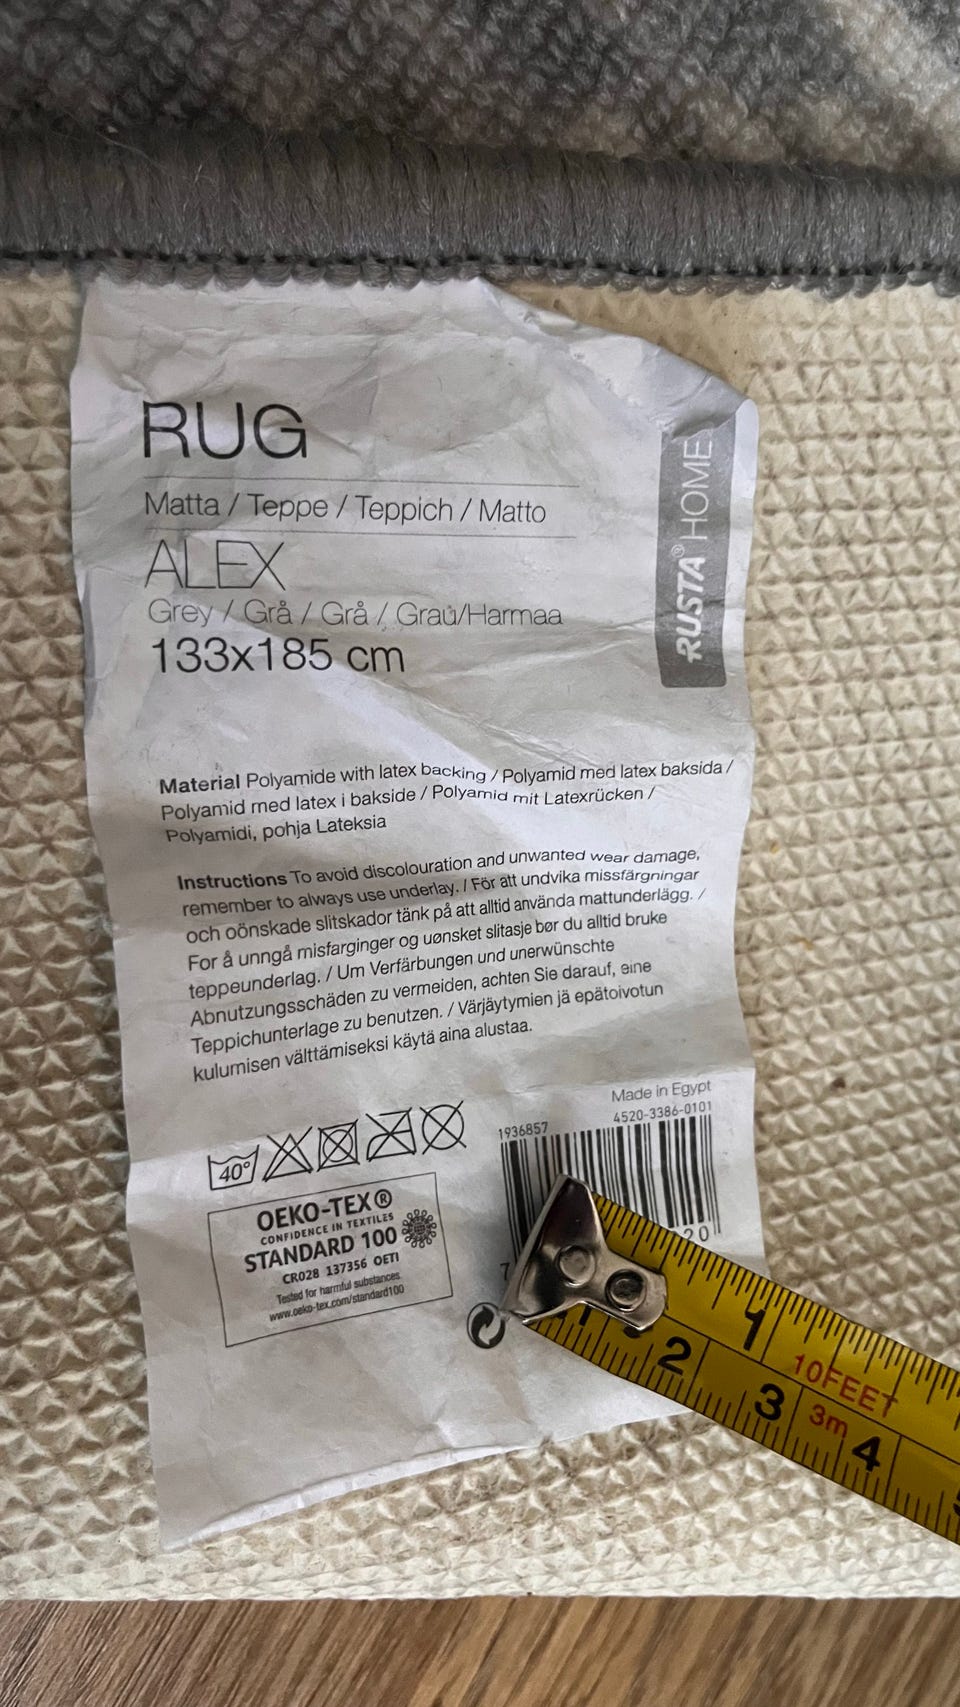 RUG
Matta / Teppe / Teppich / Matto
ALEX
Grey / Grå / Grå / Grau/Harmaa
133x185 cm
RUSTA® HOME
Material Polyamide with latex backing / Polyamid med latex baksida /
Polyamid med latex i bakside / Polyamid mit Latexrücken /
Polyamidi, pohja Lateksia
Instructions To avoid discolouration and unwanted wear damage,
remember to always use underlay. / För att undvika missfärgningar
och oönskade slitskador tänk på att alltid använda mattunderlägg. /
For å unngå misfarginger og uønsket slitasje bør du alltid bruke
teppeunderlag. / Um Verfärbungen und unerwünschte
Abnutzungsschäden zu vermeiden, achten Sie darauf, eine
Teppichunterlage zu benutzen. / Värjäytymien jä epätoivotun
kulumisen välttämiseksi käytä aina alustaa.
Made in Egypt
1936857 4520-3386-0101
40°
7 20
OEKO-TEX®
CONFIDENCE IN TEXTILES
STANDARD 100
CR028 137356 OETI
Tested for harmful substances
www.oeko-tex.com/standard100
1
10FEET
1 2 3 3m 4